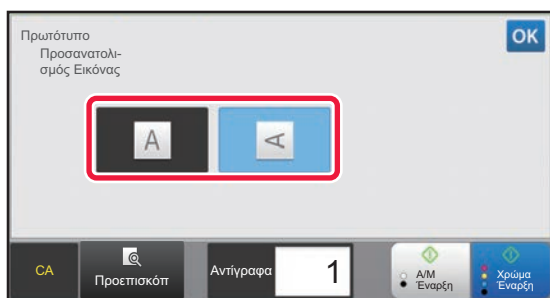 Πρωτότυπο
Προσανατολι-
σμός Εικόνας
OK
A
A
CA
Προεπισκόπ
Αντίγραφα
1
Α/Μ
Έναρξη
Χρώμα
Έναρξη